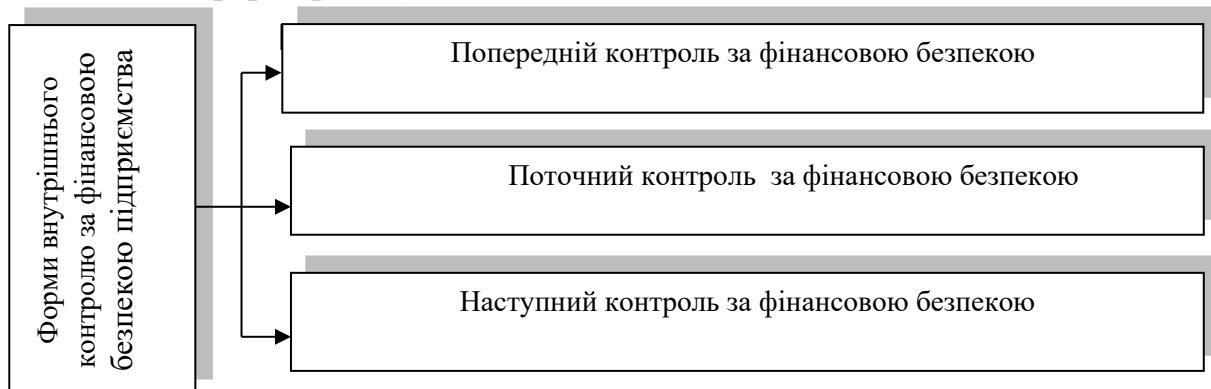 Форми внутрішнього
контролю за фінансовою
безпекою підприємства
Попередній контроль за фінансовою безпекою
Поточний контроль за фінансовою безпекою
Наступний контроль за фінансовою безпекою